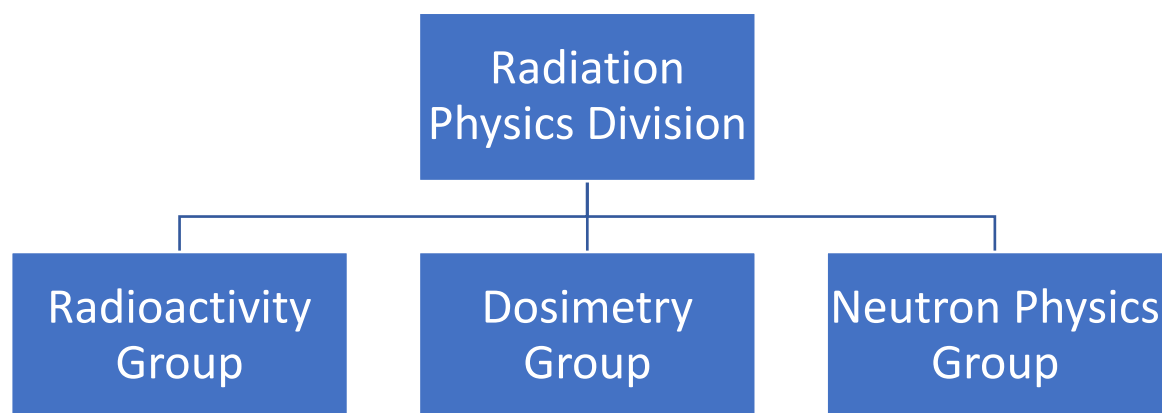 Radiation
Physics Division
Radioactivity
Group
Dosimetry
Group
Neutron Physics
Group